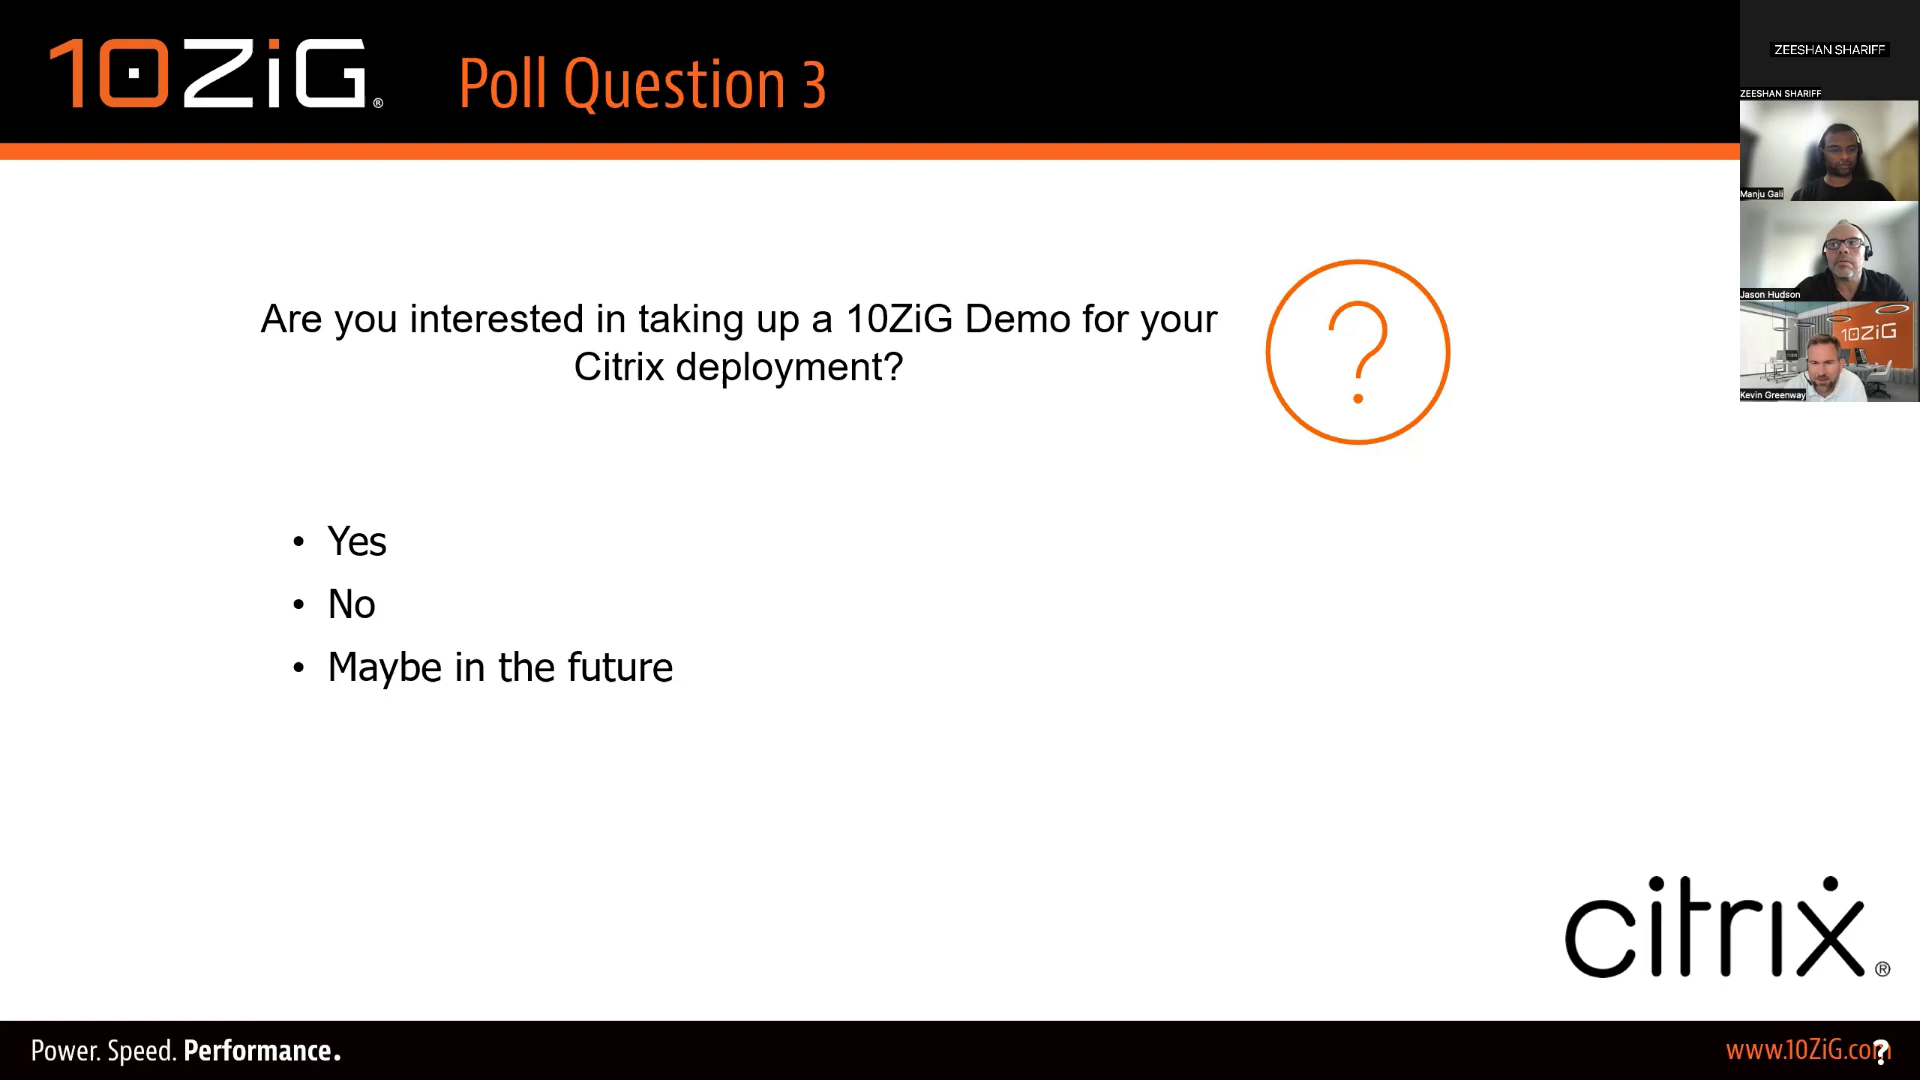 10ZiG®
Poll Question 3
ZEESHAN SHARIFF
ZEESHAN SHARIFF
Manju Gali
Jason Hudson
10ZiG
Kevin Greenway
Are you interested in taking up a 10ZiG Demo for your
Citrix deployment?
?
• Yes
• No
• Maybe in the future
citrix®
Power. Speed. Performance.
www.10ZiG.com
?